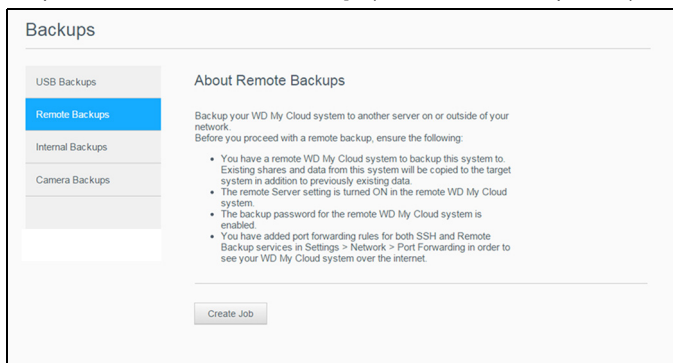 Backups
USB Backups
Remote Backups
Internal Backups
Camera Backups
About Remote Backups
Backup your WD My Cloud system to another server on or outside of your
network.
Before you proceed with a remote backup, ensure the following:
• You have a remote WD My Cloud system to backup this system to.
Existing shares and data from this system will be copied to the target
system in addition to previously existing data.
• The remote Server setting is turned ON in the remote WD My Cloud
system.
• The backup password for the remote WD My Cloud system is
enabled.
• You have added port forwarding rules for both SSH and Remote
Backup services in Settings > Network > Port Forwarding in order to
see your WD My Cloud system over the internet.
Create Job